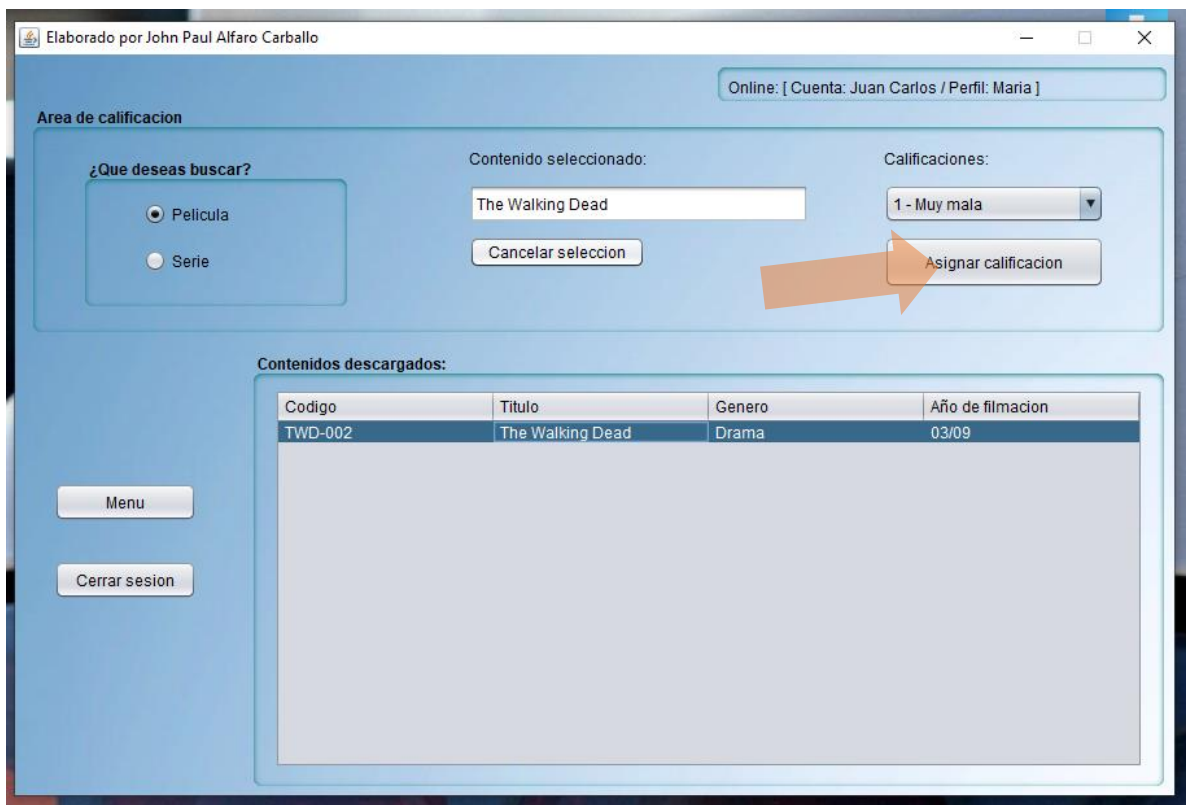 Elaborado por John Paul Alfaro Carballo
Online: [ Cuenta: Juan Carlos / Perfil: Maria ]
Area de calificacion
¿Que deseas buscar?
Pelicula
Serie
Contenido seleccionado:
The Walking Dead
Cancelar seleccion
Calificaciones:
1 - Muy mala
Asignar calificacion
Contenidos descargados:
Codigo Titulo Genero Año de filmacion
TWD-002 The Walking Dead Drama 03/09
Menu
Cerrar sesion